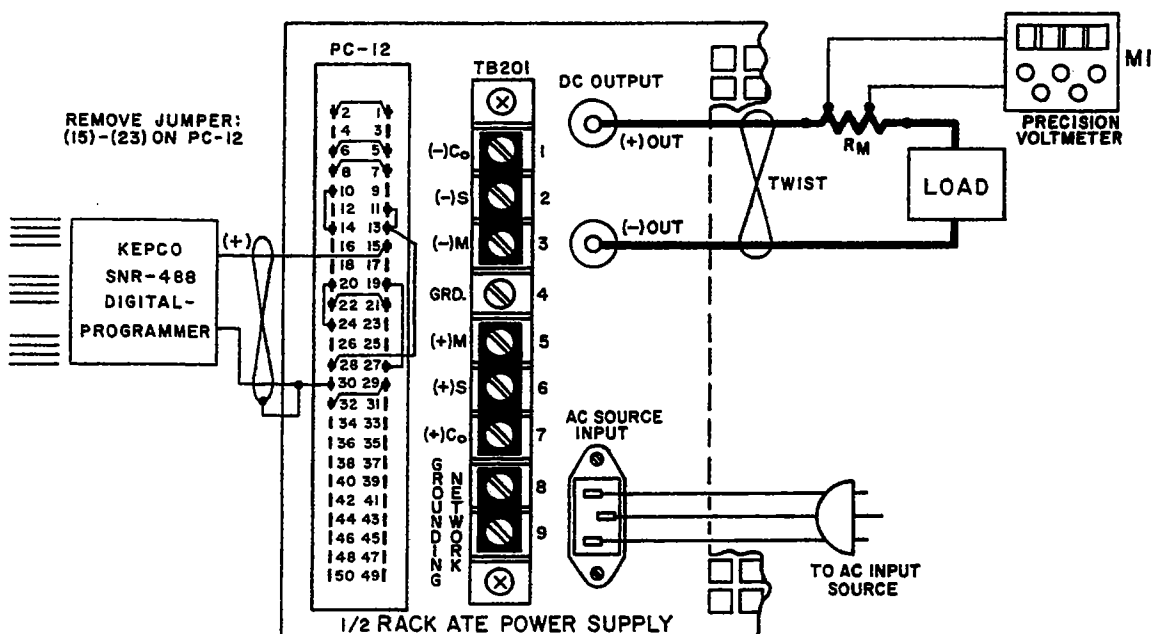 PC-12
TB201
DC OUTPUT
M1
PRECISION
VOLTMETER
REMOVE JUMPER:
(15)-(23) ON PC-12
(+) OUT
RM
TWIST
LOAD
(-) OUT
KEPCO
SNR-488
DIGITAL-
PROGRAMMER
(+)
2 1
4 3
6 5
8 7
10 9
12 11
14 13
16 15
18 17
20 19
22 21
24 23
26 25
28 27
30 29
32 31
34 33
36 35
38 37
40 39
42 41
44 43
46 45
48 47
50 49
(-)Co 1
(-)S 2
(-)M 3
GRD. 4
(+)M 5
(+)S 6
(+)Co 7
8
9
GROUNDING
NETWORK
AC SOURCE
INPUT
TO AC INPUT
SOURCE
1/2 RACK ATE POWER SUPPLY